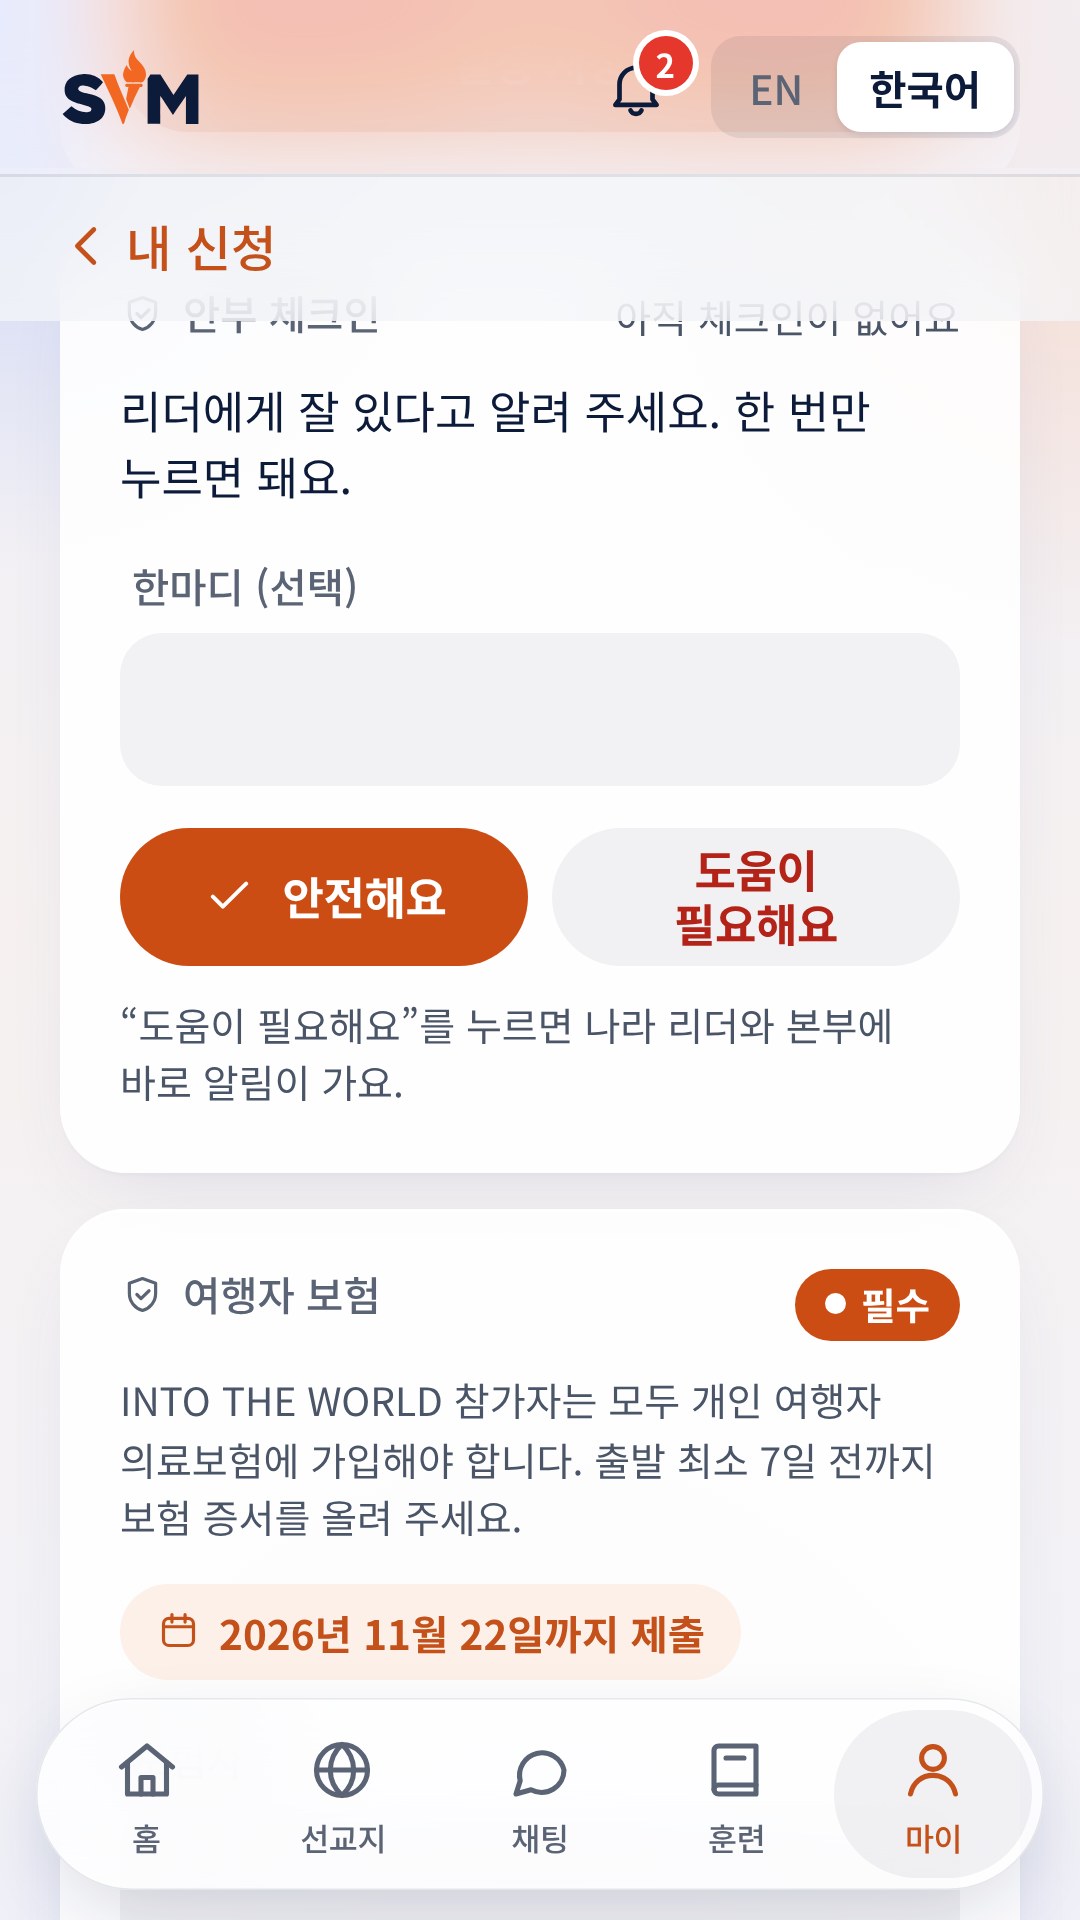 SVM
2
EN
한국어
내 신청
안부 체크인
아직 체크인이 없어요
리더에게 잘 있다고 알려 주세요. 한 번만
누르면 돼요.
한마디 (선택)
안전해요
도움이
필요해요
“도움이 필요해요”를 누르면 나라 리더와 본부에
바로 알림이 가요.
여행자 보험
필수
INTO THE WORLD 참가자는 모두 개인 여행자
의료보험에 가입해야 합니다. 출발 최소 7일 전까지
보험 증서를 올려 주세요.
2026년 11월 22일까지 제출
홈
선교지
채팅
훈련
마이